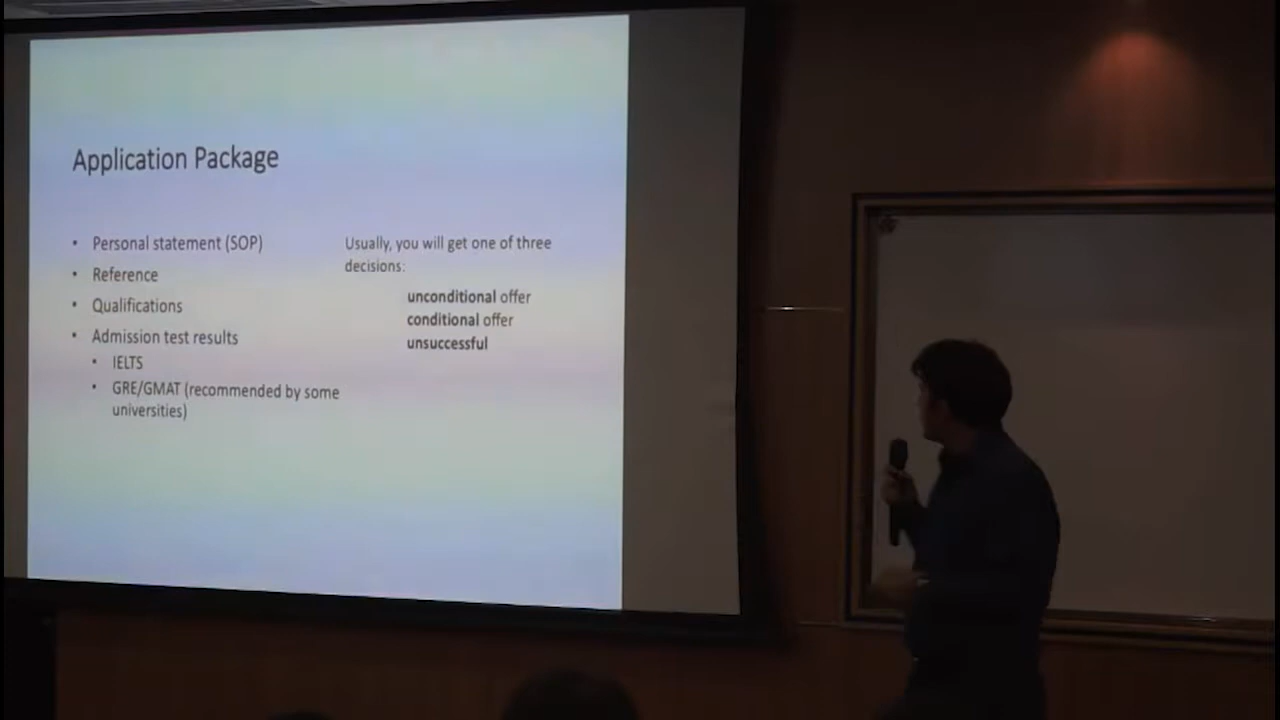 Application Package
• Personal statement (SOP)
• Reference
• Qualifications
• Admission test results
• IELTS
• GRE/GMAT (recommended by some
universities)
Usually, you will get one of three
decisions:
unconditional offer
conditional offer
unsuccessful